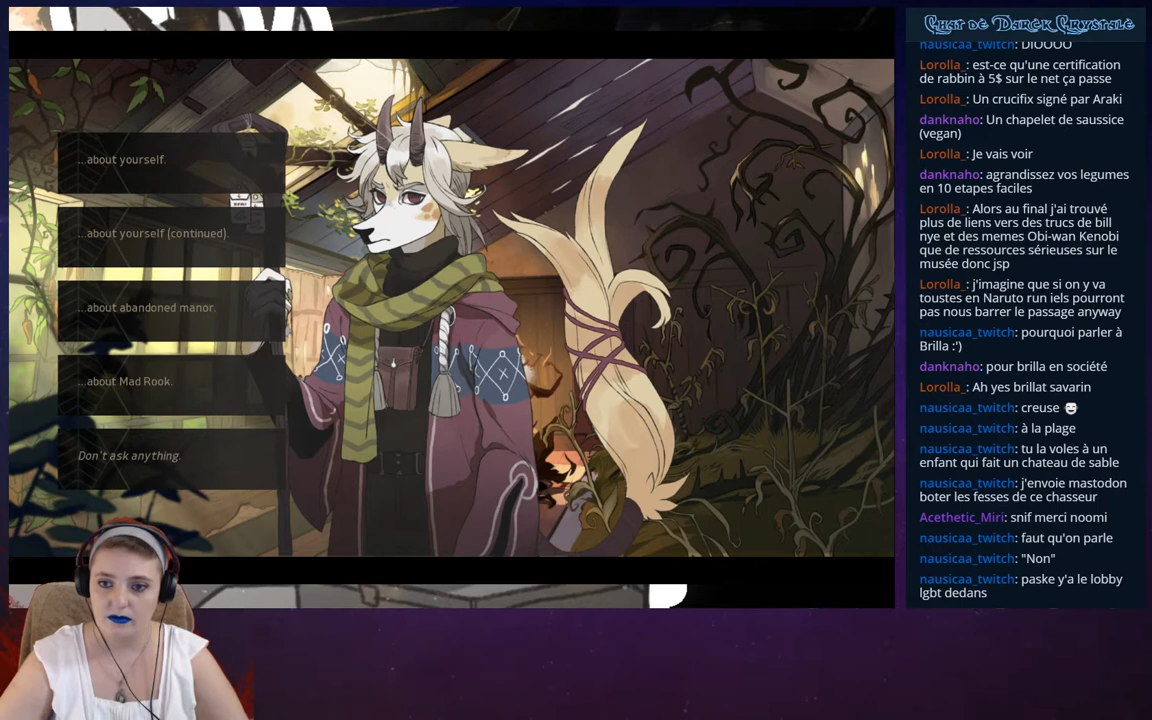 ...about yourself.
...about yourself (continued).
...about abandoned manor.
...about Mad Rook.
Don't ask anything.
Chat de Darck Crystale
nausicaa_twitch: DIOOOO
Lorolla_: est-ce qu'une certification
de rabbin à 5$ sur le net ça passe
Lorolla_: Un crucifix signé par Araki
danknaho: Un chapelet de saussice
(vegan)
Lorolla_: Je vais voir
danknaho: agrandissez vos legumes
en 10 etapes faciles
Lorolla_: Alors au final j'ai trouvé
plus de liens vers des trucs de bill
nye et des memes Obi-wan Kenobi
que de ressources sérieuses sur le
musée donc jsp
Lorolla_: j'imagine que si on y va
toustes en Naruto run iels pourront
pas nous barrer le passage anyway
nausicaa_twitch: pourquoi parler à
Brilla :')
danknaho: pour brilla en société
Lorolla_: Ah yes brillat savarin
nausicaa_twitch: creuse
nausicaa_twitch: à la plage
nausicaa_twitch: tu la voles à un
enfant qui fait un chateau de sable
nausicaa_twitch: j'envoie mastodon
boter les fesses de ce chasseur
Acethetic_Miri: snif merci noomi
nausicaa_twitch: faut qu'on parle
nausicaa_twitch: "Non"
nausicaa_twitch: paske y'a le lobby
lgbt dedans